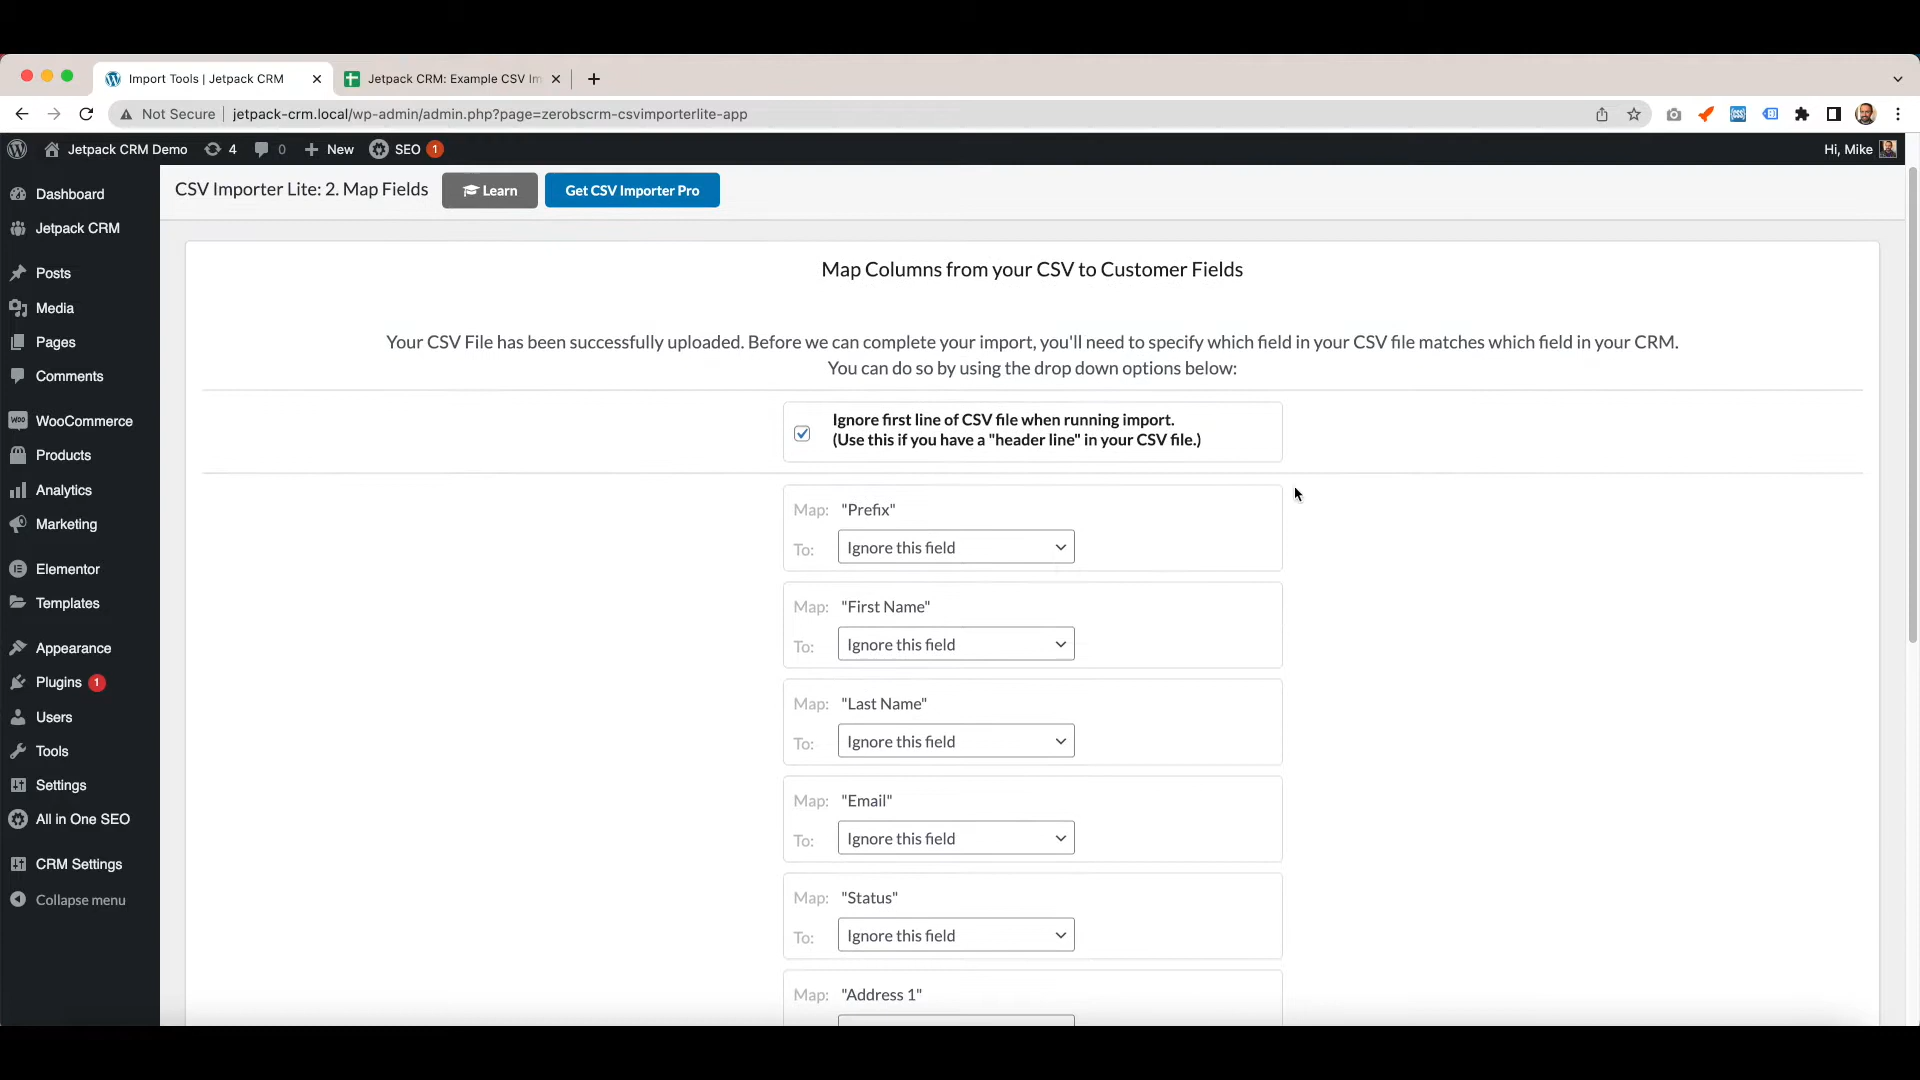 Import Tools | Jetpack CRM
Jetpack CRM: Example CSV Im
Not Secure
jetpack-crm.local/wp-admin/admin.php?page=zerobscrm-csvimporterlite-app
Jetpack CRM Demo
4
0
New
SEO
1
Hi, Mike
Dashboard
Jetpack CRM
Posts
Media
Pages
Comments
WooCommerce
Products
Analytics
Marketing
Elementor
Templates
Appearance
Plugins 1
Users
Tools
Settings
All in One SEO
CRM Settings
Collapse menu
CSV Importer Lite: 2. Map Fields
Learn
Get CSV Importer Pro
Map Columns from your CSV to Customer Fields
Your CSV File has been successfully uploaded. Before we can complete your import, you'll need to specify which field in your CSV file matches which field in your CRM.
You can do so by using the drop down options below:
Ignore first line of CSV file when running import.
(Use this if you have a "header line" in your CSV file.)
Map: "Prefix"
To: Ignore this field
Map: "First Name"
To: Ignore this field
Map: "Last Name"
To: Ignore this field
Map: "Email"
To: Ignore this field
Map: "Status"
To: Ignore this field
Map: "Address 1"